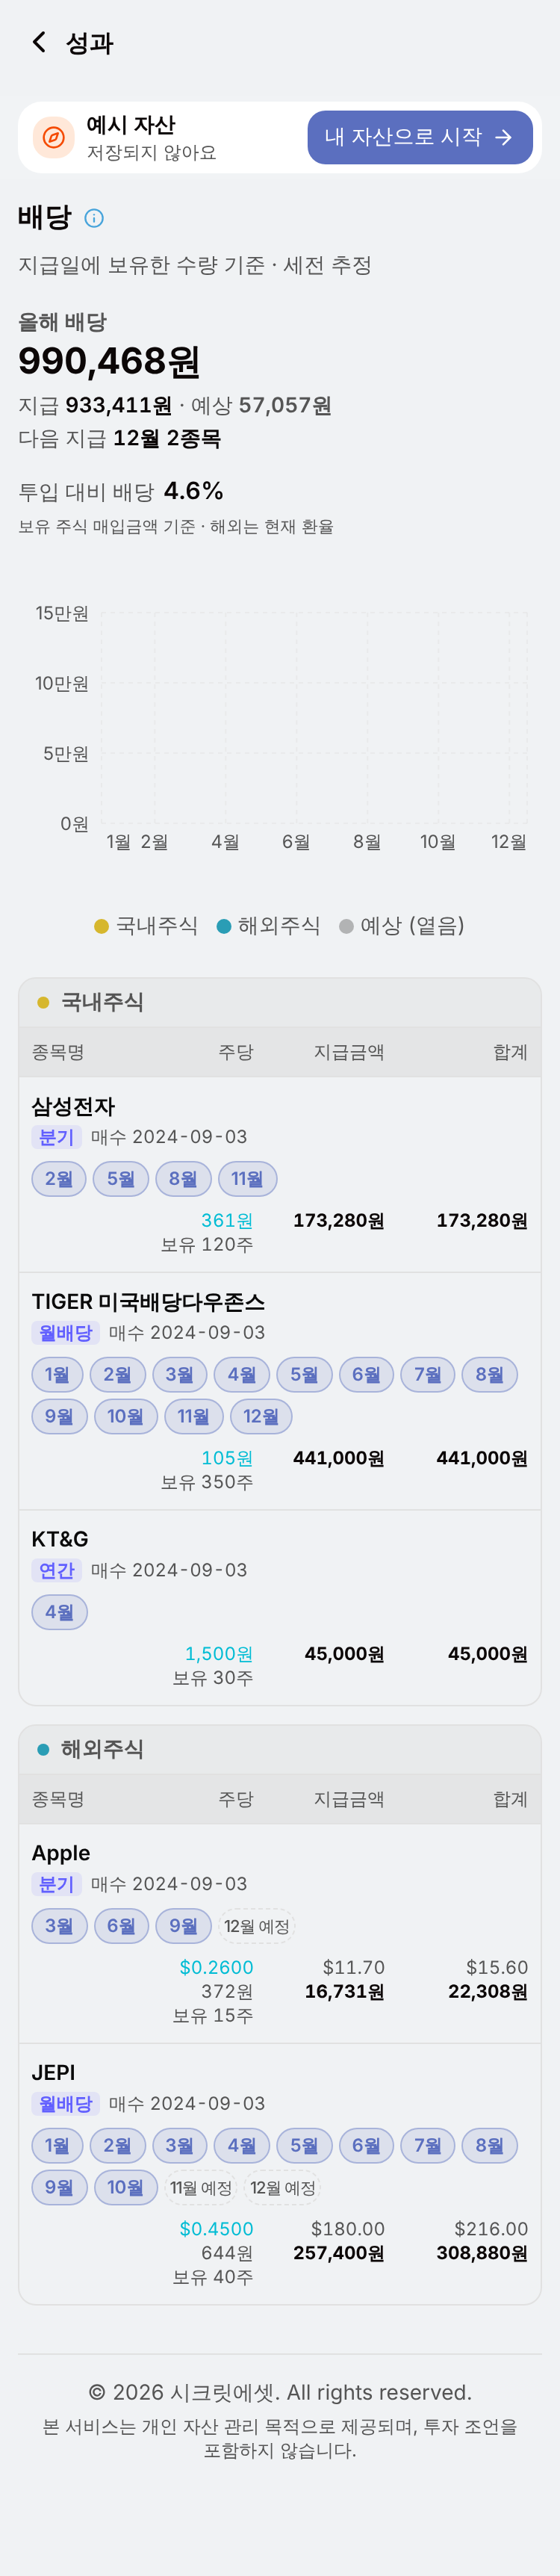 성과
예시 자산
저장되지 않아요
내 자산으로 시작 →
배당
지급일에 보유한 수량 기준 · 세전 추정
올해 배당
990,468원
지급 933,411원 · 예상 57,057원
다음 지급 12월 2종목
투입 대비 배당 4.6%
보유 주식 매입금액 기준 · 해외는 현재 환율
15만원
10만원
5만원
0원
1월 2월 4월 6월 8월 10월 12월
국내주식 해외주식 예상 (옅음)
국내주식
종목명 주당 지급금액 합계
삼성전자
분기 매수 2024-09-03
2월 5월 8월 11월
361원 173,280원 173,280원
보유 120주
TIGER 미국배당다우존스
월배당 매수 2024-09-03
1월 2월 3월 4월 5월 6월 7월 8월
9월 10월 11월 12월
105원 441,000원 441,000원
보유 350주
KT&G
연간 매수 2024-09-03
4월
1,500원 45,000원 45,000원
보유 30주
해외주식
종목명 주당 지급금액 합계
Apple
분기 매수 2024-09-03
3월 6월 9월 12월 예정
$0.2600 $11.70 $15.60
372원 16,731원 22,308원
보유 15주
JEPI
월배당 매수 2024-09-03
1월 2월 3월 4월 5월 6월 7월 8월
9월 10월 11월 예정 12월 예정
$0.4500 $180.00 $216.00
644원 257,400원 308,880원
보유 40주
© 2026 시크릿에셋. All rights reserved.
본 서비스는 개인 자산 관리 목적으로 제공되며, 투자 조언을
포함하지 않습니다.